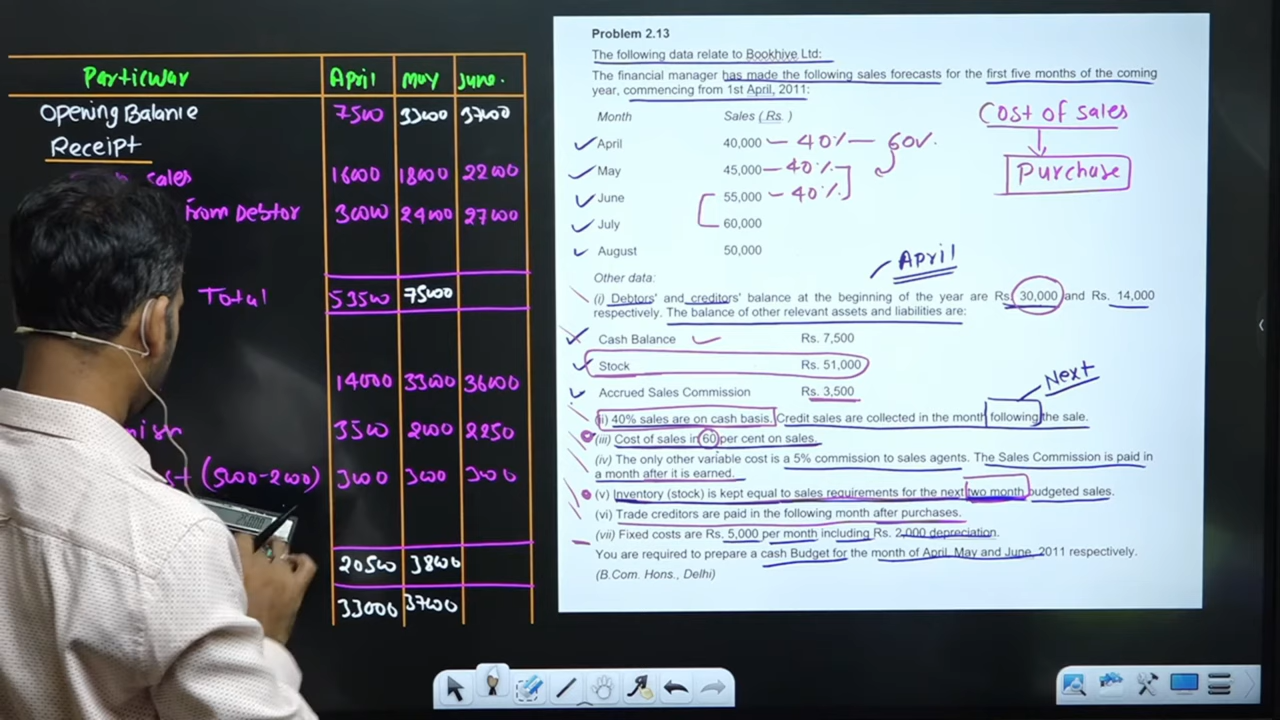 Particular April May June.
Opening Balance 7500 33000 37000
Receipt
sales 16000 18000 22000
From Debtor 30000 24000 27000
Total 53500 75000
14000 33000 36000
3500 2000 2250
(5000-2000) 3000 3000 3000
20500 38000
33000 37000
Problem 2.13
The following data relate to Bookhive Ltd:
The financial manager has made the following sales forecasts for the first five months of the coming
year, commencing from 1st April, 2011:
Month Sales (Rs. )
April 40,000 - 40% - 60%.
May 45,000 - 40%.
June 55,000 - 40%.
July 60,000
August 50,000
Cost of sales
Purchase
Other data:
April
(i) Debtors' and creditors' balance at the beginning of the year are Rs. 30,000 and Rs. 14,000
respectively. The balance of other relevant assets and liabilities are:
Cash Balance Rs. 7,500
Stock Rs. 51,000
Accrued Sales Commission Rs. 3,500
Next
(ii) 40% sales are on cash basis. Credit sales are collected in the month following the sale.
(iii) Cost of sales in 60 per cent on sales.
(iv) The only other variable cost is a 5% commission to sales agents. The Sales Commission is paid in
a month after it is earned.
(v) Inventory (stock) is kept equal to sales requirements for the next two month budgeted sales.
(vi) Trade creditors are paid in the following month after purchases.
(vii) Fixed costs are Rs. 5,000 per month including Rs. 2,000 depreciation.
You are required to prepare a cash Budget for the month of April, May and June, 2011 respectively.
(B.Com. Hons., Delhi)